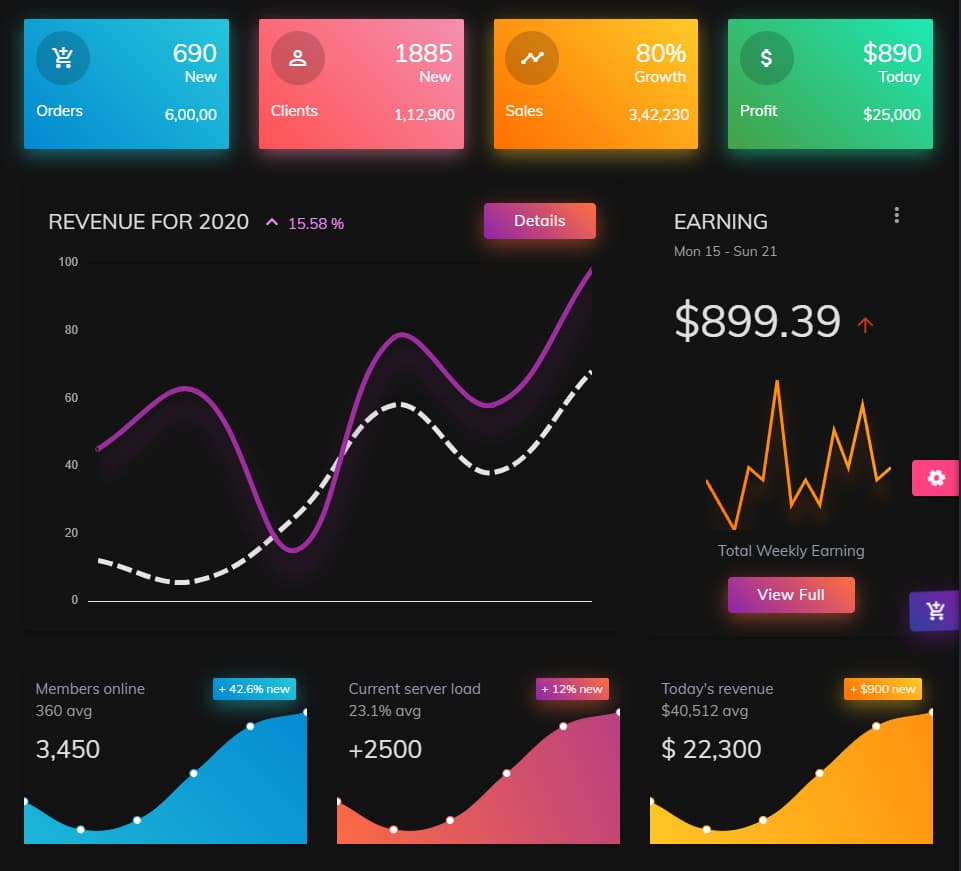 690
New
Orders
6,00,00
1885
New
Clients
1,12,900
80%
Growth
Sales
3,42,230
$890
Today
Profit
$25,000
REVENUE FOR 2020
15.58 %
Details
100
80
60
40
20
0
EARNING
Mon 15 - Sun 21
$899.39
Total Weekly Earning
View Full
Members online
+ 42.6% new
360 avg
3,450
Current server load
+ 12% new
23.1% avg
+2500
Today's revenue
+ $900 new
$40,512 avg
$ 22,300